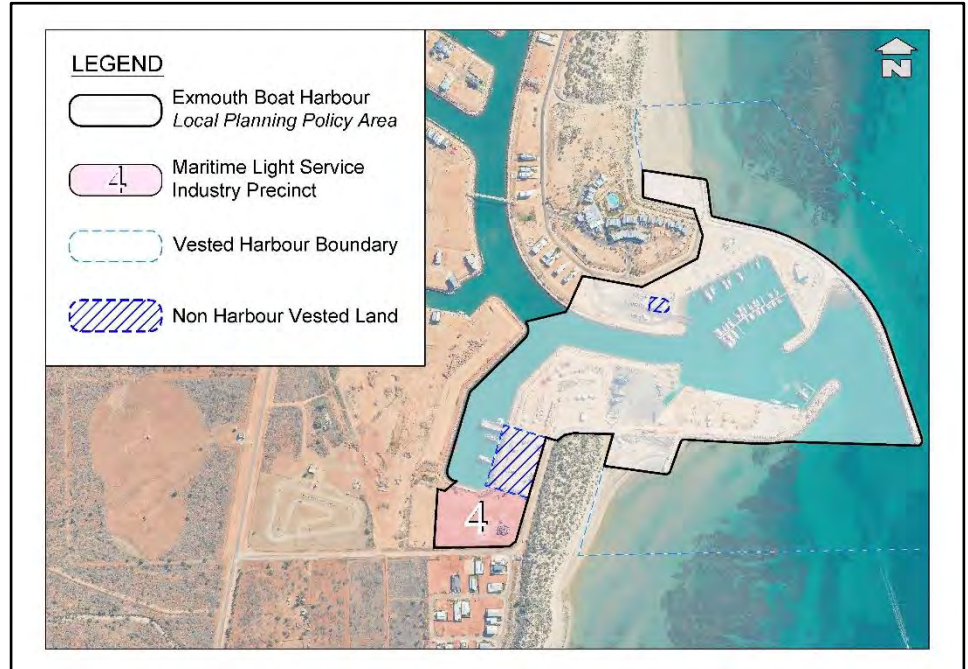 LEGEND
Exmouth Boat Harbour
Local Planning Policy Area
4
Maritime Light Service
Industry Precinct
Vested Harbour Boundary
Non Harbour Vested Land
N
4